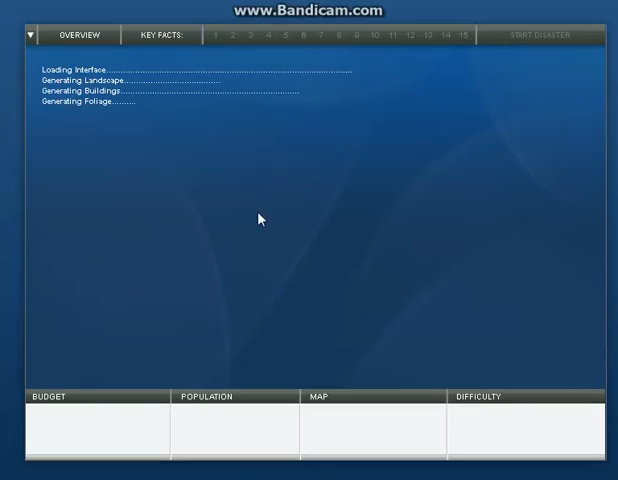 www.Bandicam.com
▼ OVERVIEW KEY FACTS: 1 2 3 4 5 6 7 8 9 10 11 12 13 14 15 START DISASTER
Loading Interface..................................................................................................
Generating Landscape.......................................
Generating Buildings........................................................................
Generating Foliage..........
BUDGET POPULATION MAP DIFFICULTY